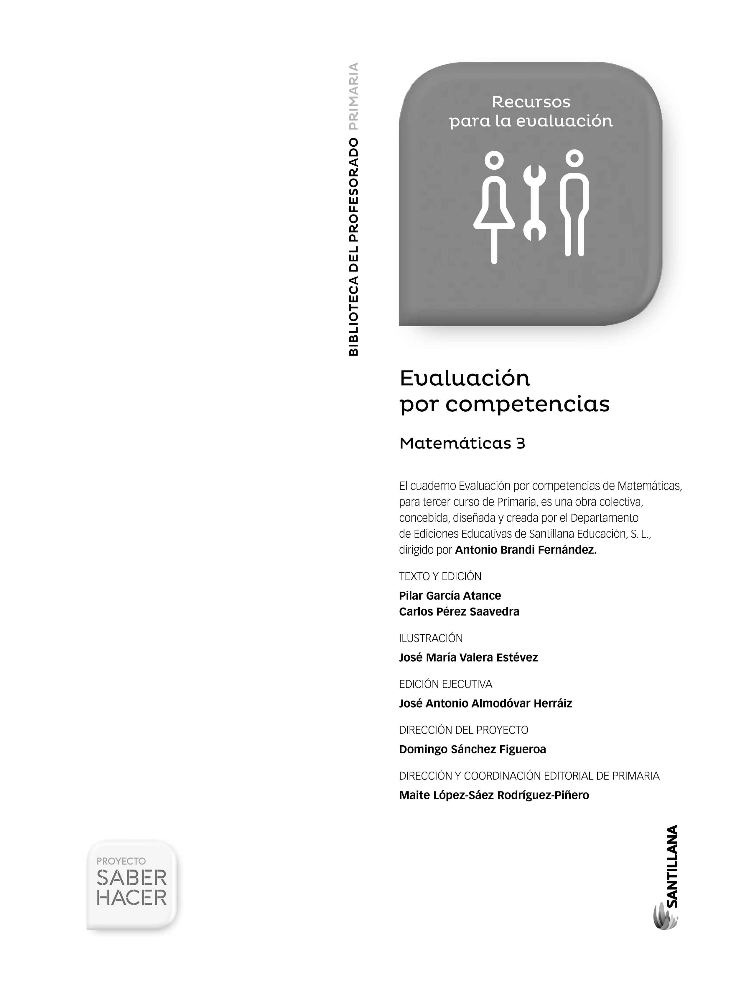 BIBLIOTECA DEL PROFESORADO PRIMARIA
Recursos
para la evaluación
Evaluación
por competencias
Matemáticas 3
El cuaderno Evaluación por competencias de Matemáticas,
para tercer curso de Primaria, es una obra colectiva,
concebida, diseñada y creada por el Departamento
de Ediciones Educativas de Santillana Educación, S. L.,
dirigido por Antonio Brandi Fernández.
TEXTO Y EDICIÓN
Pilar García Atance
Carlos Pérez Saavedra
ILUSTRACIÓN
José María Valera Estévez
EDICIÓN EJECUTIVA
José Antonio Almodóvar Herráiz
DIRECCIÓN DEL PROYECTO
Domingo Sánchez Figueroa
DIRECCIÓN Y COORDINACIÓN EDITORIAL DE PRIMARIA
Maite López-Sáez Rodríguez-Piñero
PROYECTO
SABER
HACER
SANTILLANA